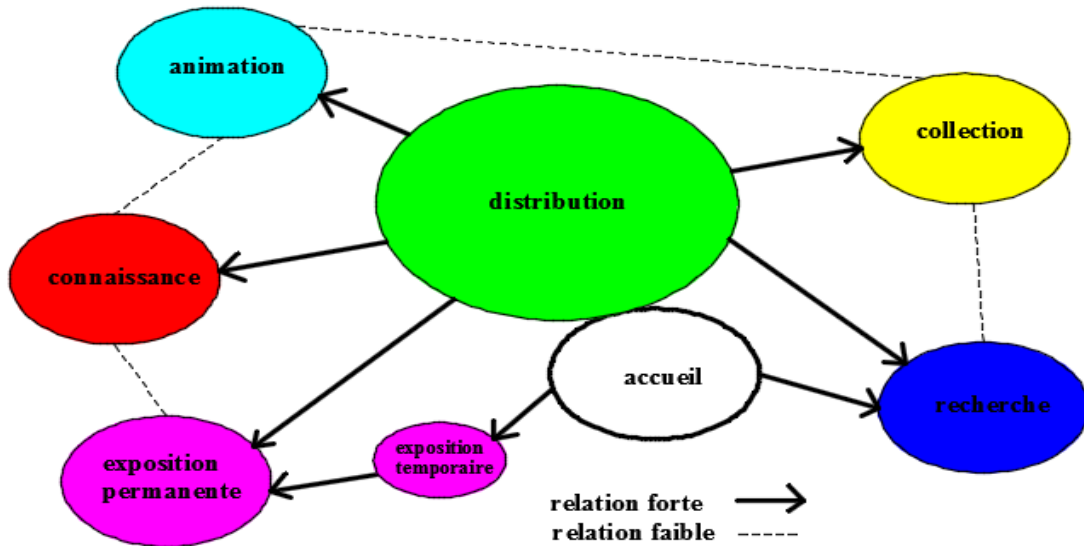 animation
collection
distribution
connaissance
accueil
recherche
exposition
temporaire
exposition
permanente
relation forte
relation faible